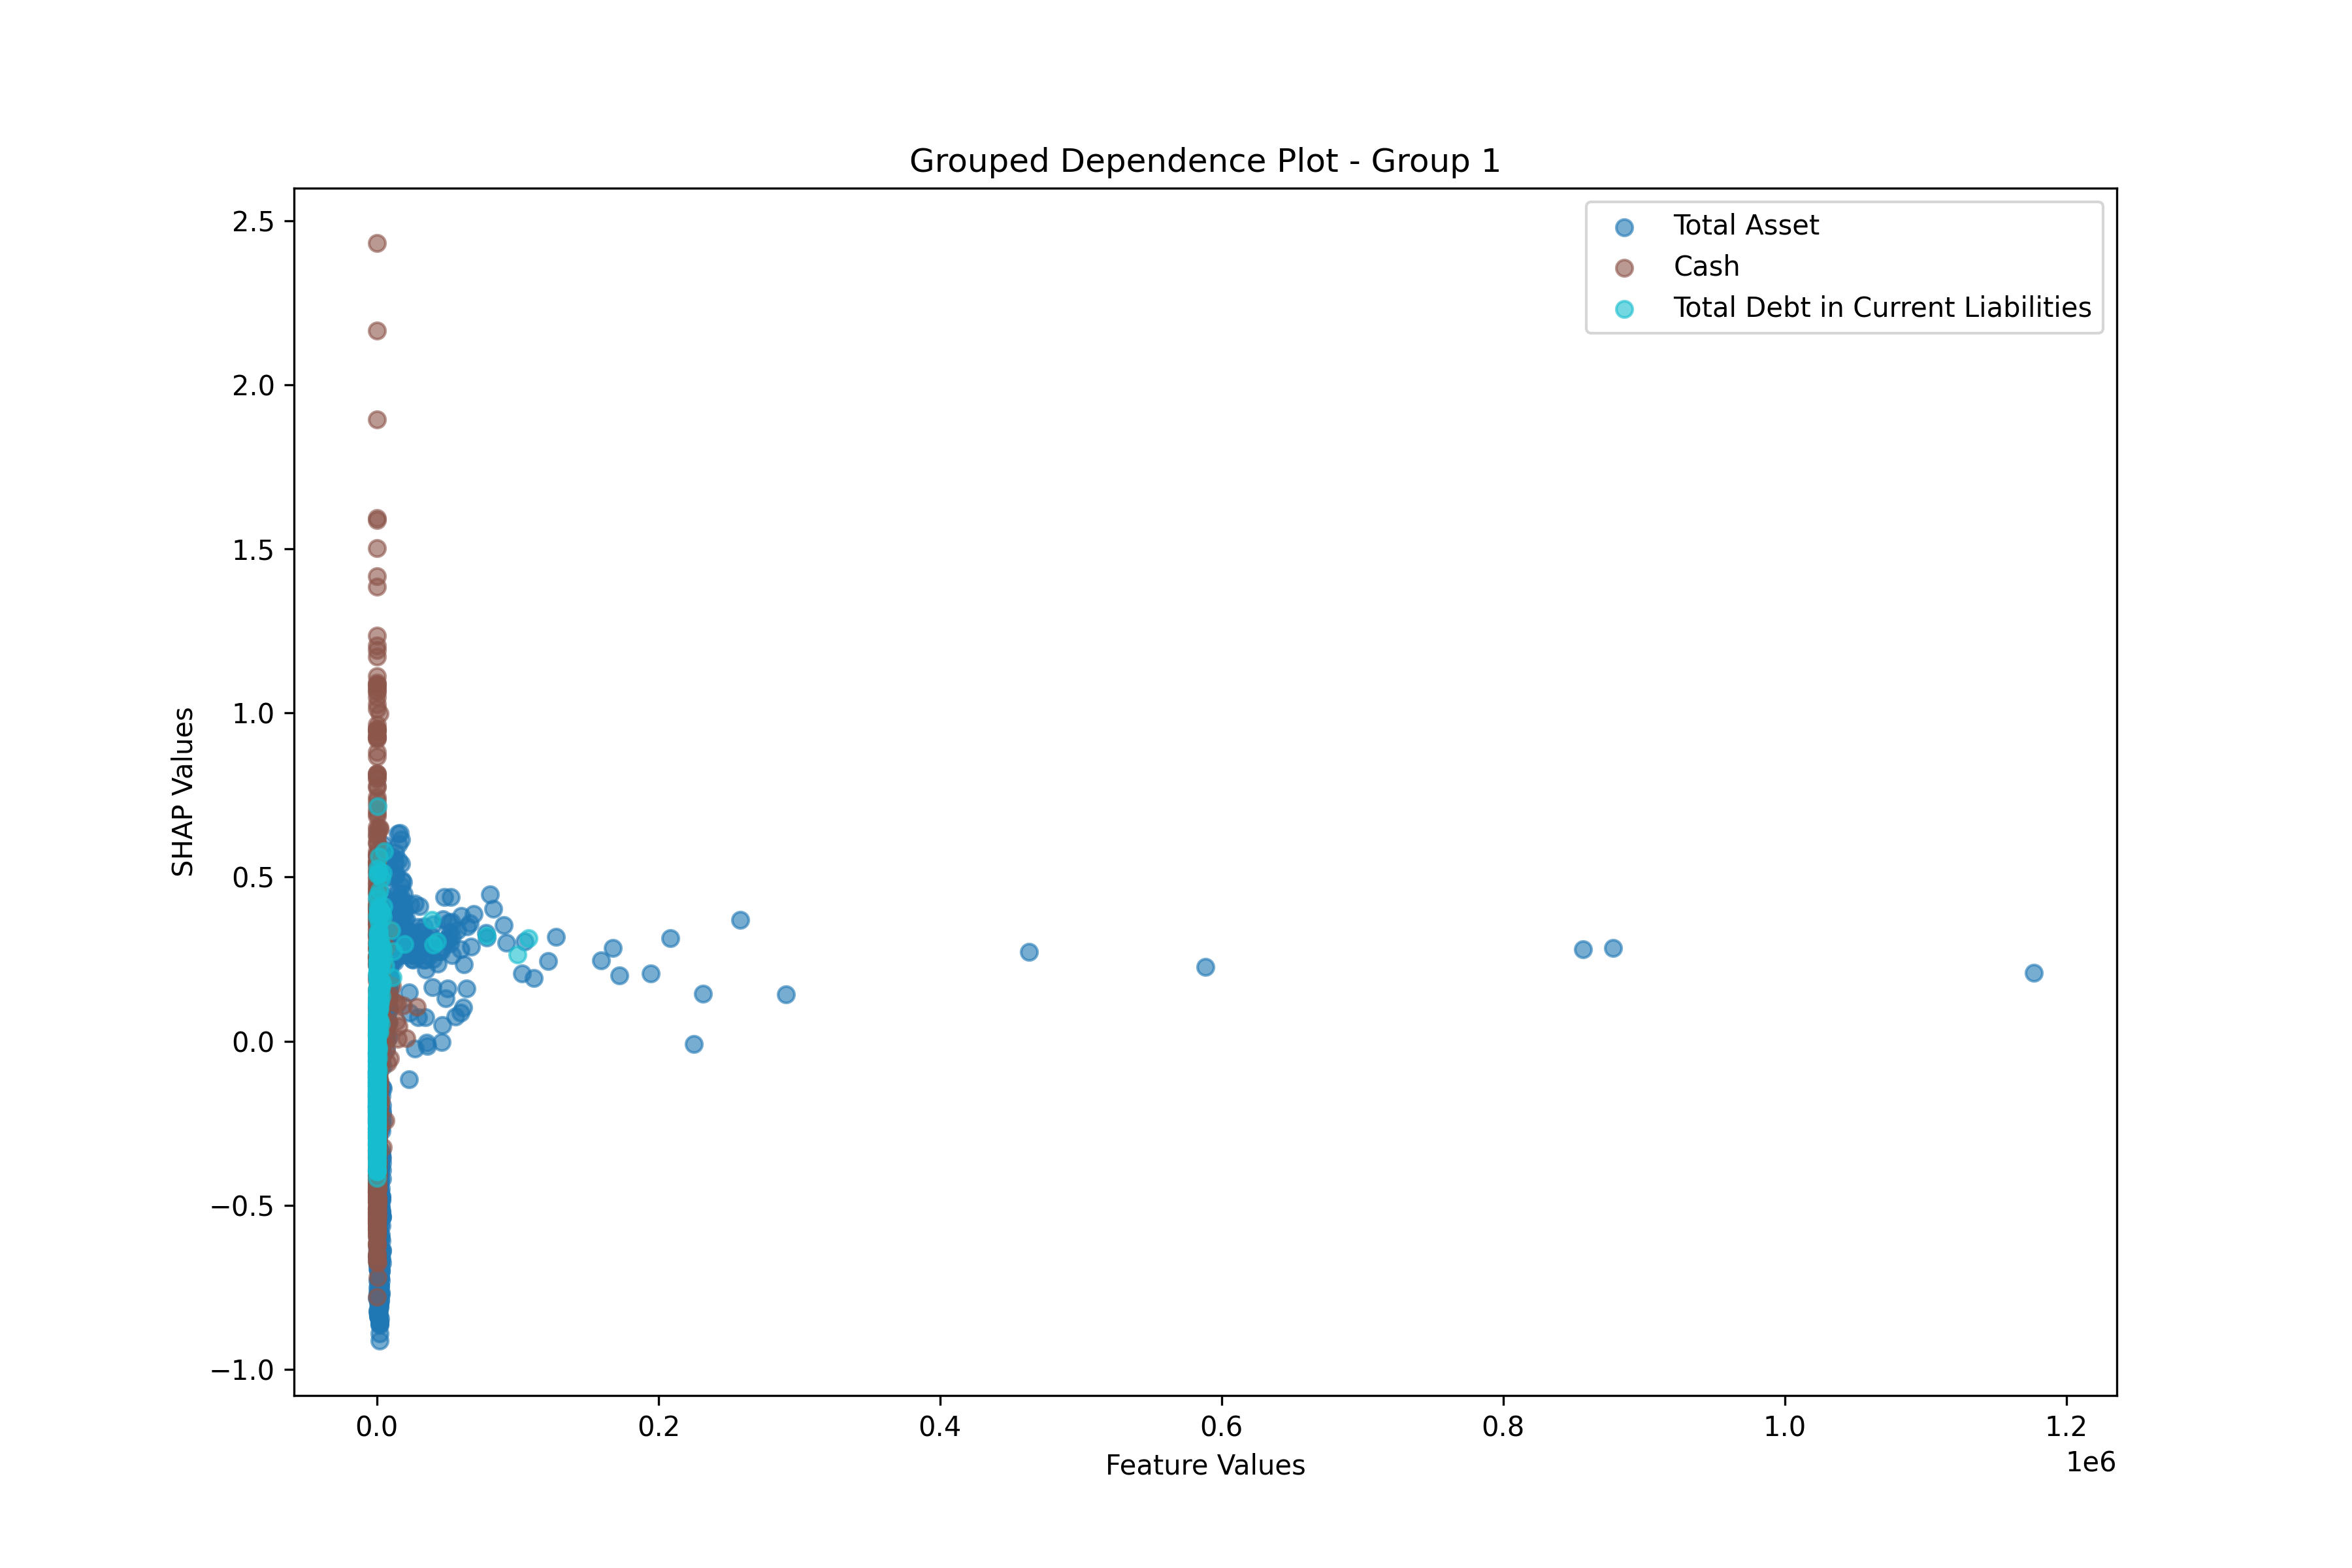 Grouped Dependence Plot - Group 1
Total Asset
Cash
Total Debt in Current Liabilities
SHAP Values
2.5
2.0
1.5
1.0
0.5
0.0
−0.5
−1.0
0.0 0.2 0.4 0.6 0.8 1.0 1.2
1e6
Feature Values